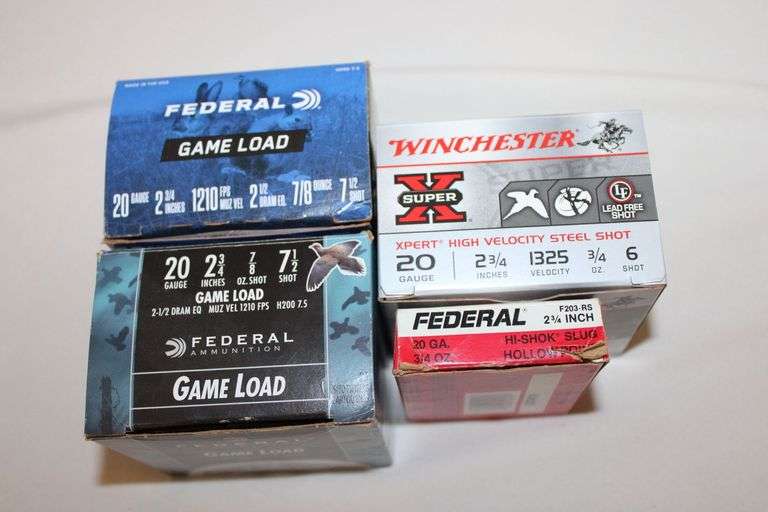 MADE IN THE USA
FEDERAL
GAME LOAD
20 GAUGE 2 3/4 INCHES 1210 FPS MUZ VEL 2 1/2 DRAM EQ. 7/8 OUNCE 7 1/2 SHOT
WINCHESTER
SUPER X
LF
LEAD FREE SHOT
XPERT® HIGH VELOCITY STEEL SHOT
20 GAUGE 2 3/4 INCHES 1325 VELOCITY 3/4 OZ. 6 SHOT
20 GAUGE 2 3/4 INCHES 7/8 OZ. SHOT 7 1/2 SHOT
GAME LOAD
2-1/2 DRAM EQ MUZ VEL 1210 FPS H200 7.5
FEDERAL
AMMUNITION
GAME LOAD
FEDERAL
GAME LOAD
F203-RS
FEDERAL® 2 3/4 INCH
20 GA. HI-SHOK® SLUG
3/4 OZ. HOLLOW